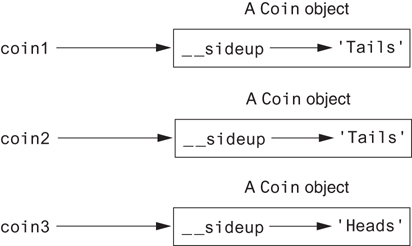 A Coin object
coin1 __sideup 'Tails'
A Coin object
coin2 __sideup 'Tails'
A Coin object
coin3 __sideup 'Heads'